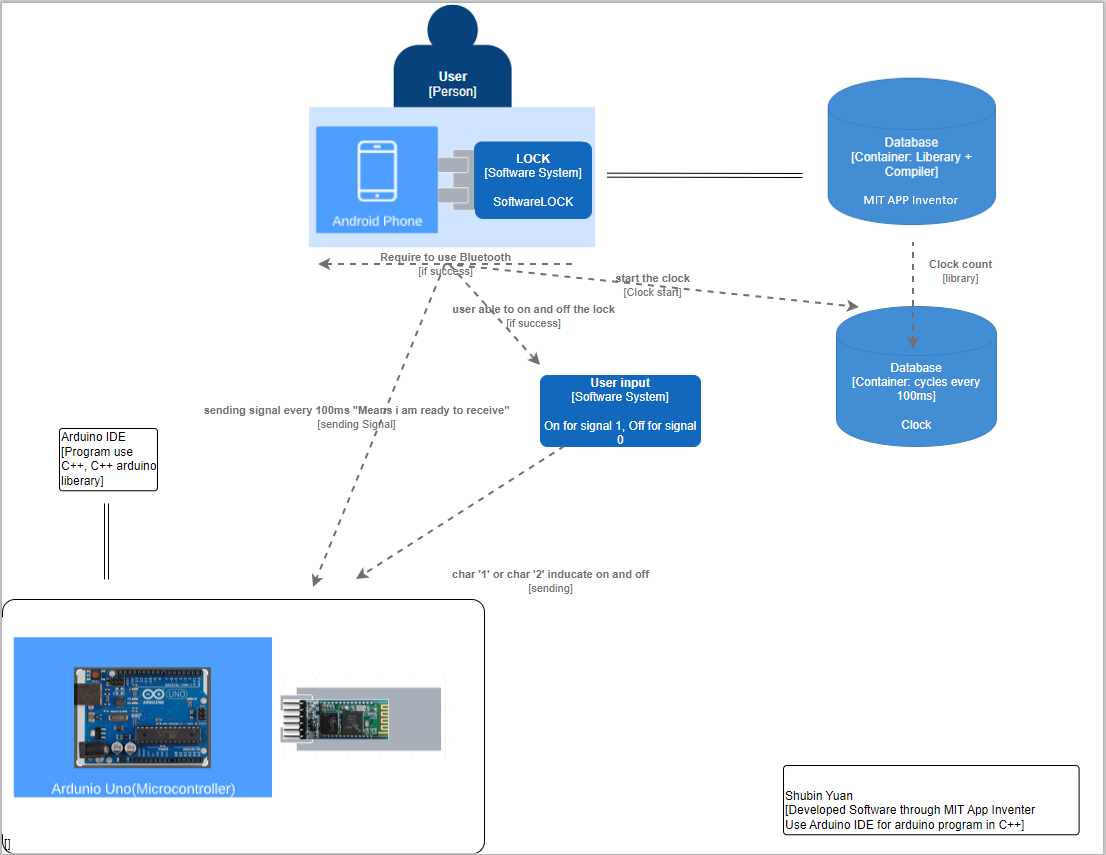 User
[Person]
Android Phone
LOCK
[Software System]
SoftwareLOCK
Database
[Container: Liberary +
Compiler]
MIT APP Inventor
Require to use Bluetooth
[if success]
start the clock
[Clock start]
Clock count
[library]
user able to on and off the lock
[if success]
Database
[Container: cycles every
100ms]
Clock
User input
[Software System]
On for signal 1, Off for signal
0
sending signal every 100ms "Means i am ready to receive"
[sending Signal]
Arduino IDE
[Program use
C++, C++ arduino
liberary]
char '1' or char '2' inducate on and off
[sending]
UNO
ARDUINO
Ardunio Uno(Microcontroller)
[]
Shubin Yuan
[Developed Software through MIT App Inventer
Use Arduino IDE for arduino program in C++]